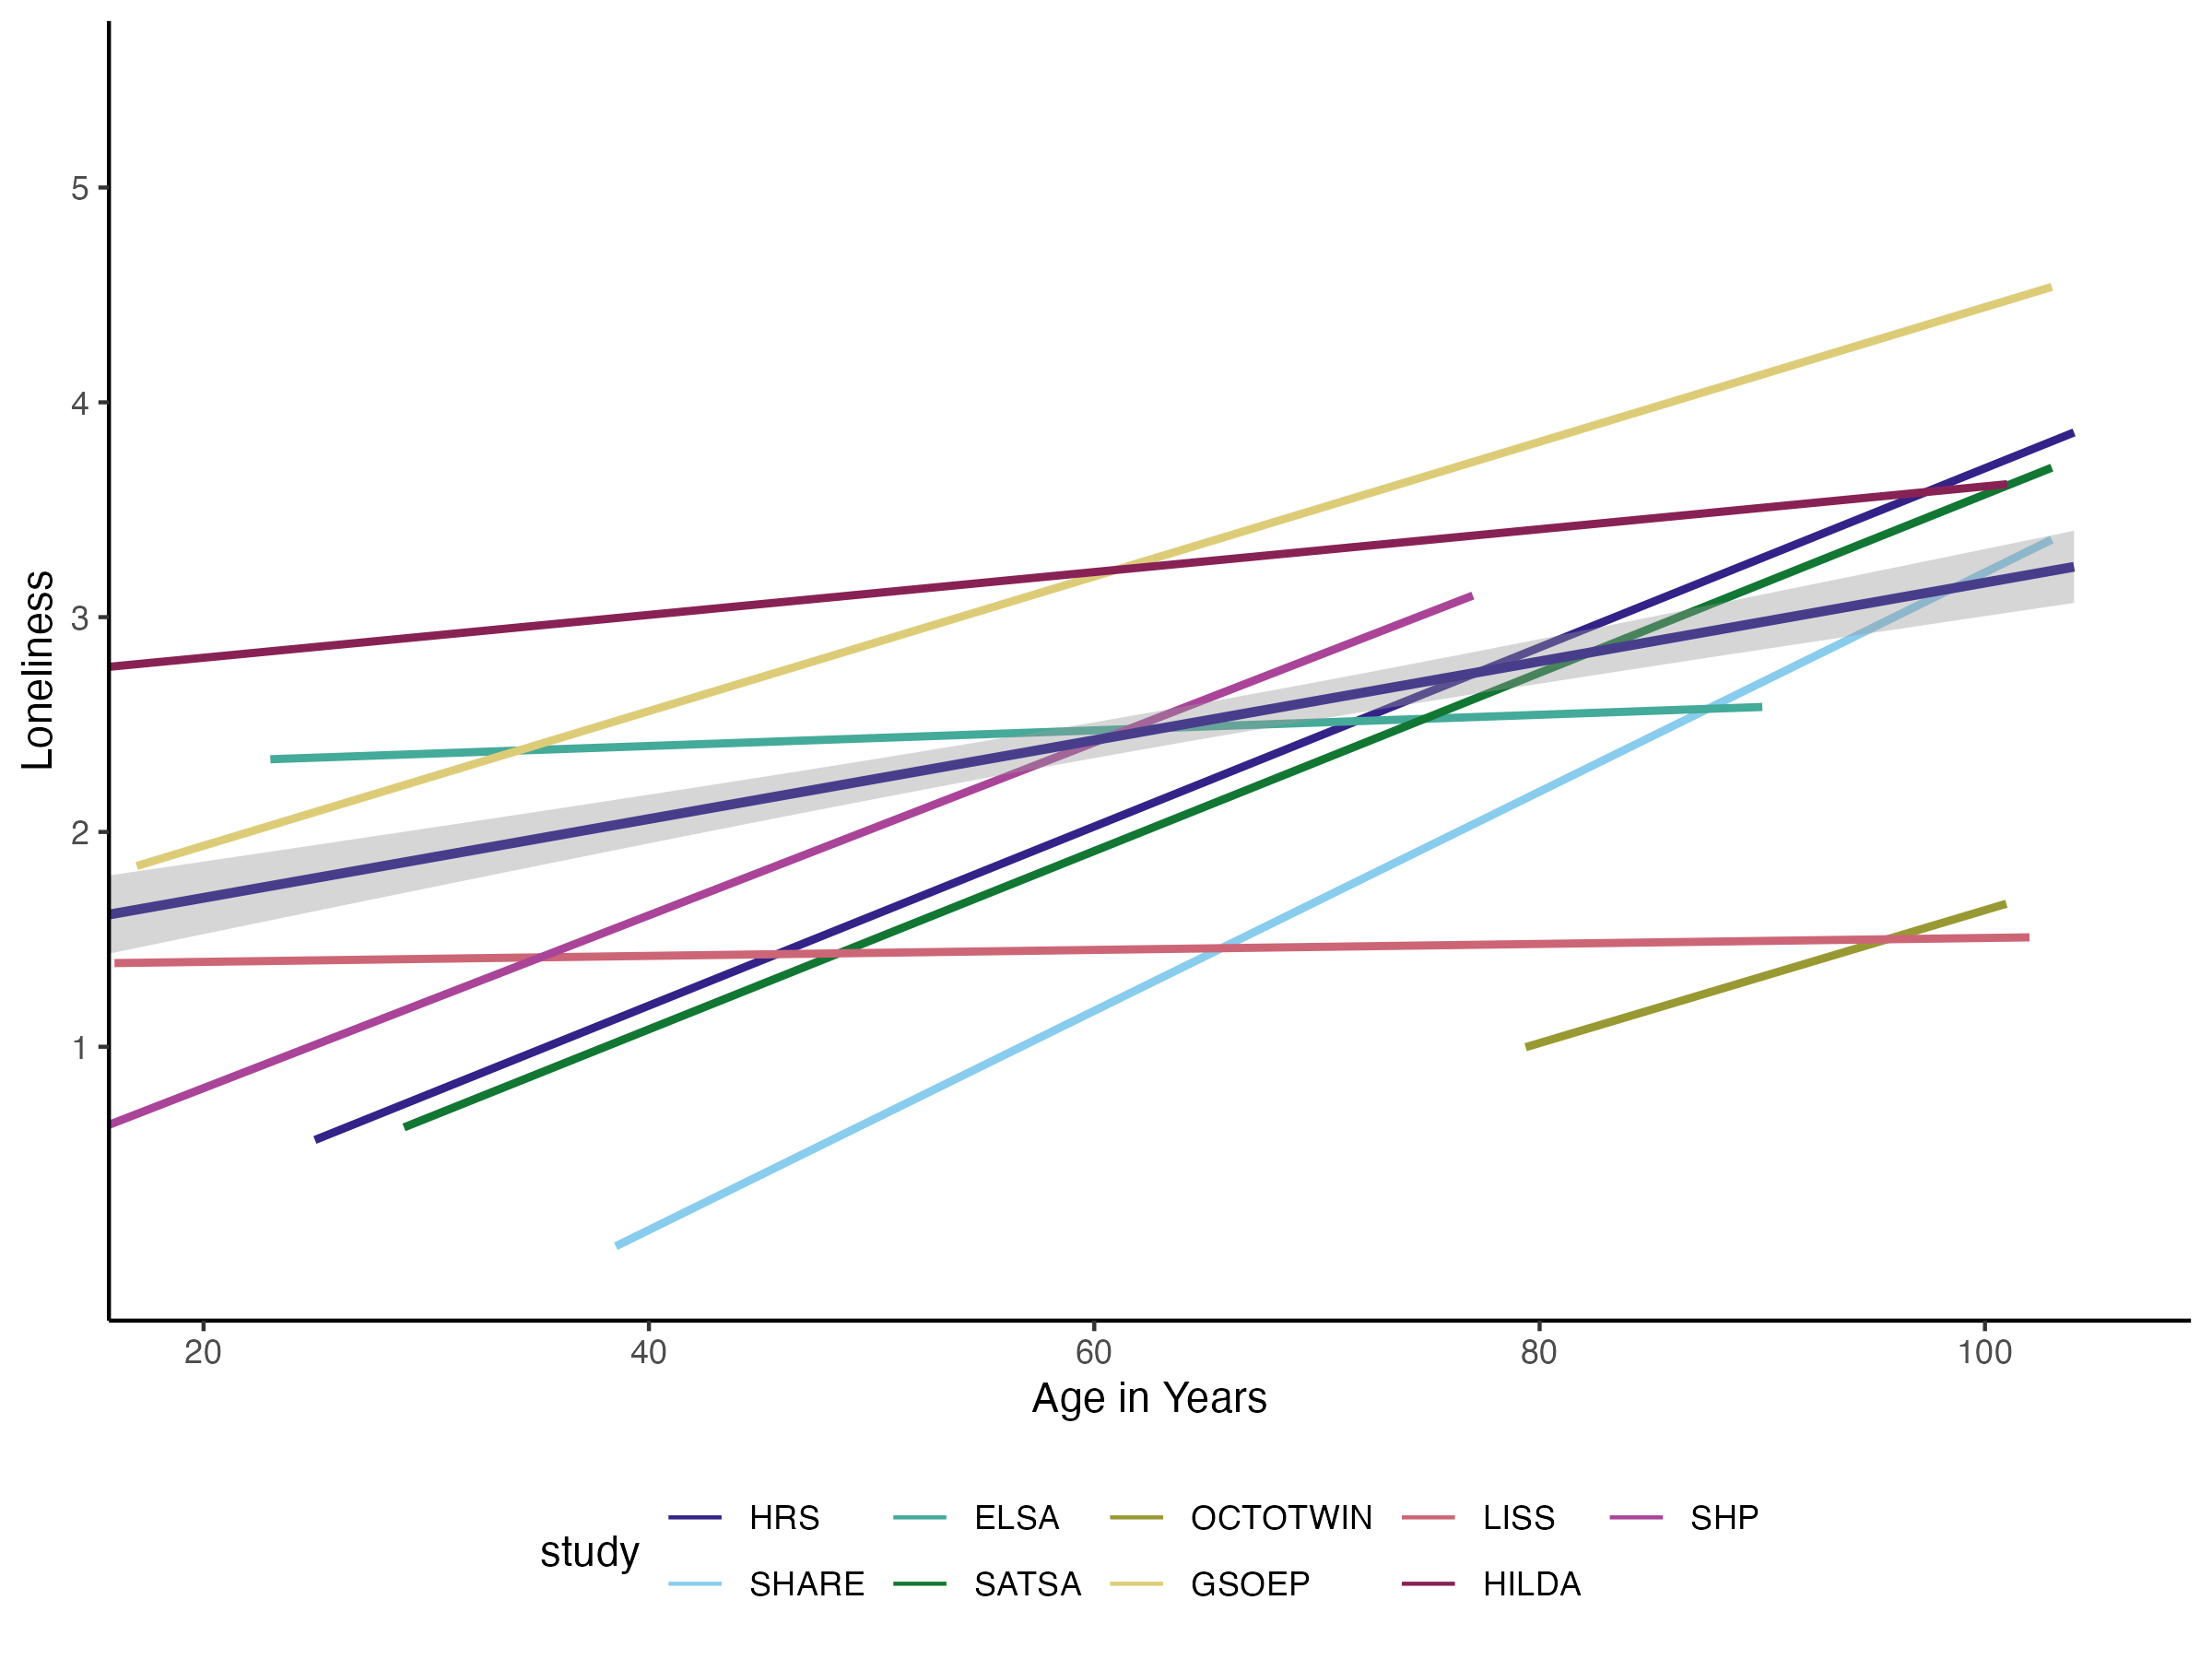 Loneliness
5
4
3
2
1
20 40 60 80 100
Age in Years
study
HRS ELSA OCTOTWIN LISS SHP
SHARE SATSA GSOEP HILDA